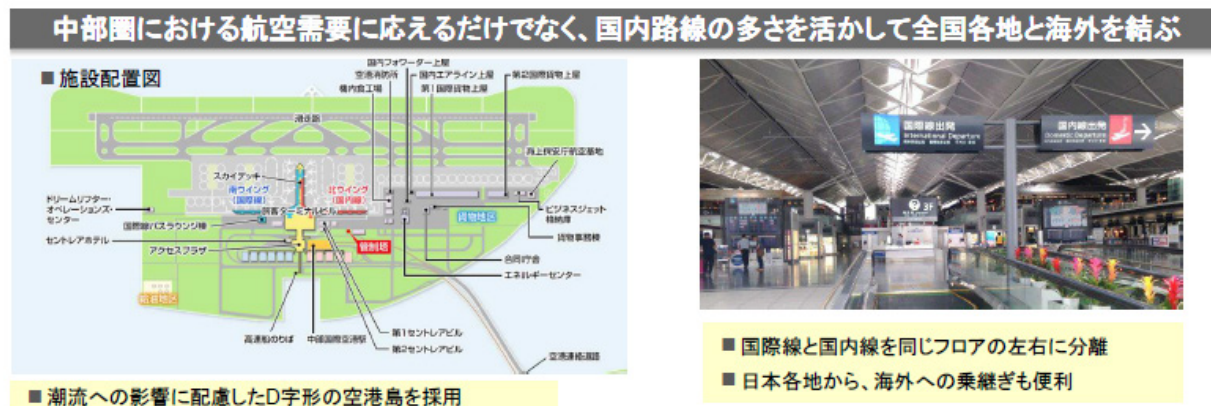 中部圏における航空需要に応えるだけでなく、国内路線の多さを活かして全国各地と海外を結ぶ
■施設配置図
国内フォワーダー上屋
空港消防所
国内エアライン上屋
第2国際貨物上屋
機内食工場
第1国際貨物上屋
滑走路
海上保安庁航空基地
スカイデッキ
南ウイング
(国際線)
北ウイング
(国内線)
ドリームリフター・
オペレーションズ・
センター
旅客ターミナルビル
貨物地区
ビジネスジェット
格納庫
国際線バスラウンジ棟
貨物事務棟
セントレアホテル
アクセスプラザ
管制塔
合同庁舎
エネルギーセンター
高速船のりば
中部国際空港駅
第1セントレアビル
第2セントレアビル
空港連絡道路
■潮流への影響に配慮したD字形の空港島を採用
国際線出発
International Departure
国内線出発
Domestic Departure
3F
■国際線と国内線を同じフロアの左右に分離
■日本各地から、海外への乗継ぎも便利